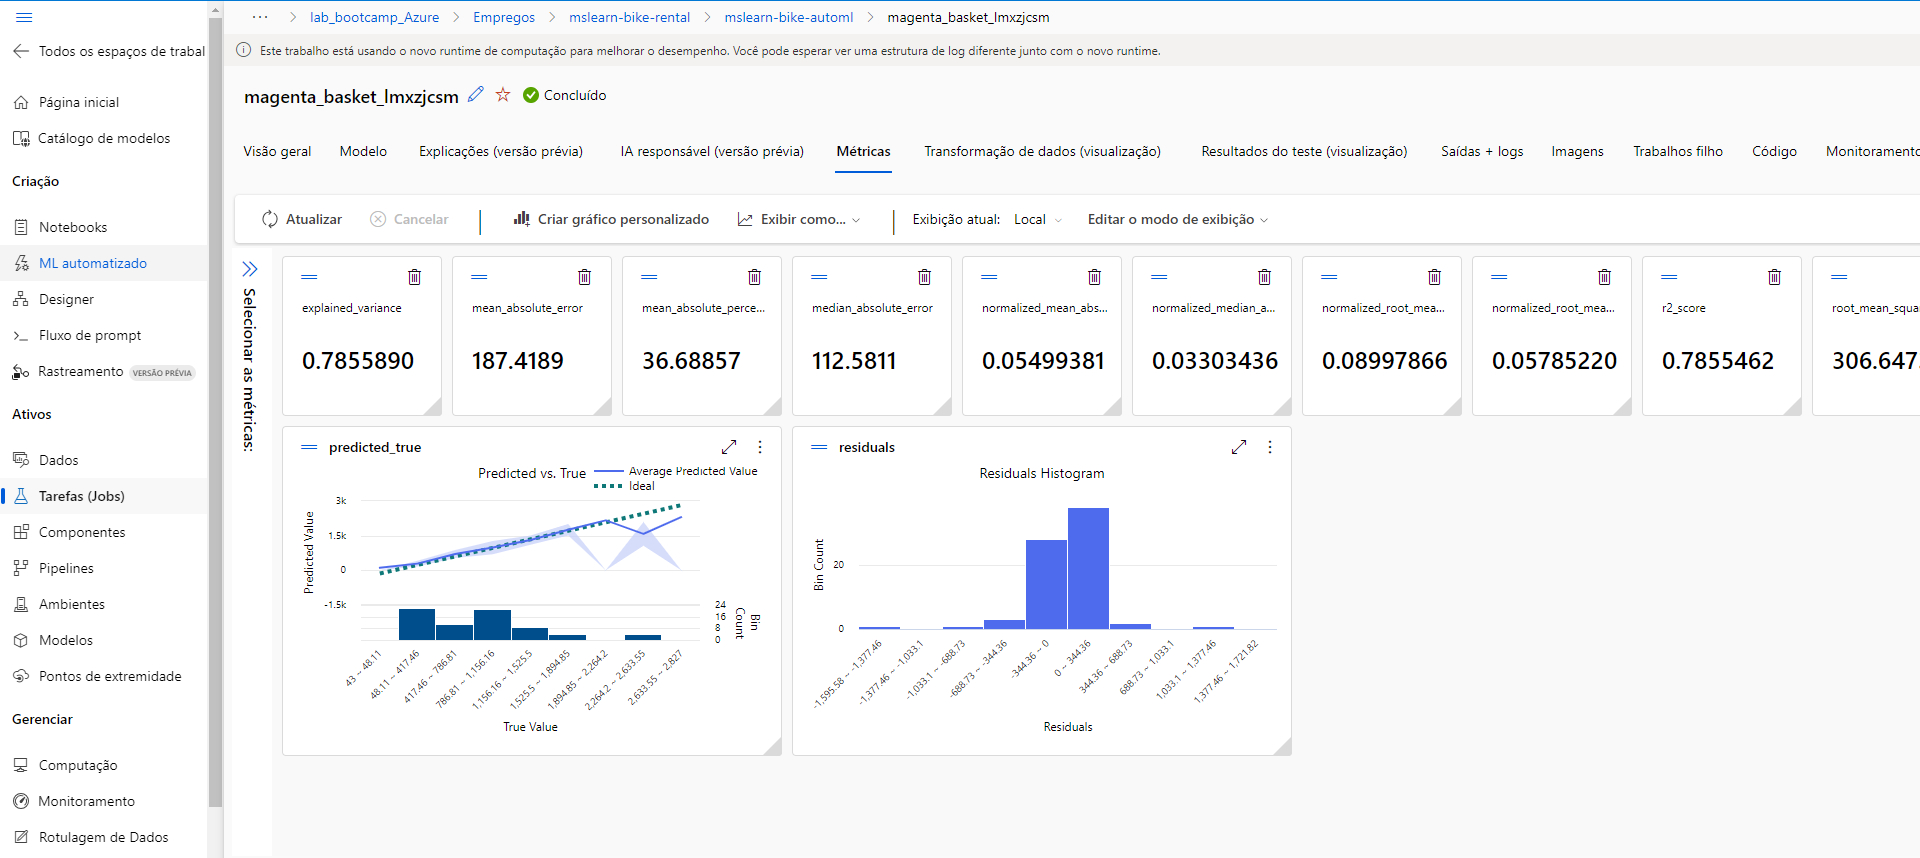 ··· > lab_bootcamp_Azure > Empregos > mslearn-bike-rental > mslearn-bike-automl > magenta_basket_lmxzjcsm
Este trabalho está usando o novo runtime de computação para melhorar o desempenho. Você pode esperar ver uma estrutura de log diferente junto com o novo runtime.
Todos os espaços de trabal
Página inicial
Catálogo de modelos
Criação
Notebooks
ML automatizado
Designer
Fluxo de prompt
Rastreamento VERSÃO PRÉVIA
Ativos
Dados
Tarefas (Jobs)
Componentes
Pipelines
Ambientes
Modelos
Pontos de extremidade
Gerenciar
Computação
Monitoramento
Rotulagem de Dados
magenta_basket_lmxzjcsm Concluído
Visão geral Modelo Explicações (versão prévia) IA responsável (versão prévia) Métricas Transformação de dados (visualização) Resultados do teste (visualização) Saídas + logs Imagens Trabalhos filho Código Monitoramento
Atualizar Cancelar Criar gráfico personalizado Exibir como... Exibição atual: Local Editar o modo de exibição
Selecionar as métricas:
explained_variance
0.7855890
mean_absolute_error
187.4189
mean_absolute_perce...
36.68857
median_absolute_error
112.5811
normalized_mean_abs...
0.05499381
normalized_median_a...
0.03303436
normalized_root_mea...
0.08997866
normalized_root_mea...
0.05785220
r2_score
0.7855462
root_mean_squa
306.647
predicted_true
Predicted vs. True
Average Predicted Value
Ideal
Predicted Value
3k
1.5k
0
-1.5k
24
16
8
0
Bin
Count
43 ~ 48.11
48.11 ~ 417.46
417.46 ~ 786.81
786.81 ~ 1,156.16
1,156.16 ~ 1,525.5
1,525.5 ~ 1,894.85
1,894.85 ~ 2,264.2
2,264.2 ~ 2,633.55
2,633.55 ~ 2,827
True Value
residuals
Residuals Histogram
Bin Count
20
0
-1,595.58 ~ -1,377.46
-1,377.46 ~ -1,033.1
-1,033.1 ~ -688.73
-688.73 ~ -344.36
-344.36 ~ 0
0 ~ 344.36
344.36 ~ 688.73
688.73 ~ 1,033.1
1,033.1 ~ 1,377.46
1,377.46 ~ 1,721.82
Residuals